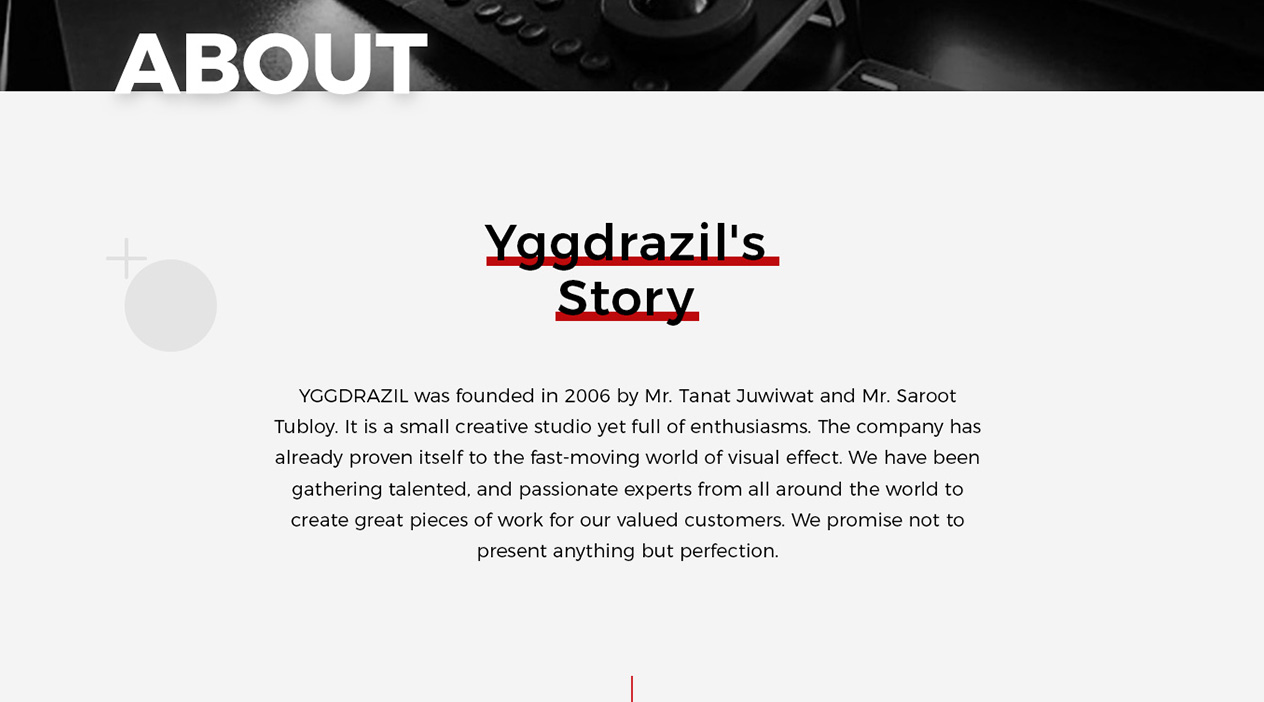 ABOUT
Yggdrazil's
Story
YGGDRAZIL was founded in 2006 by Mr. Tanat Juwiwat and Mr. Saroot
Tubloy. It is a small creative studio yet full of enthusiasms. The company has
already proven itself to the fast-moving world of visual effect. We have been
gathering talented, and passionate experts from all around the world to
create great pieces of work for our valued customers. We promise not to
present anything but perfection.